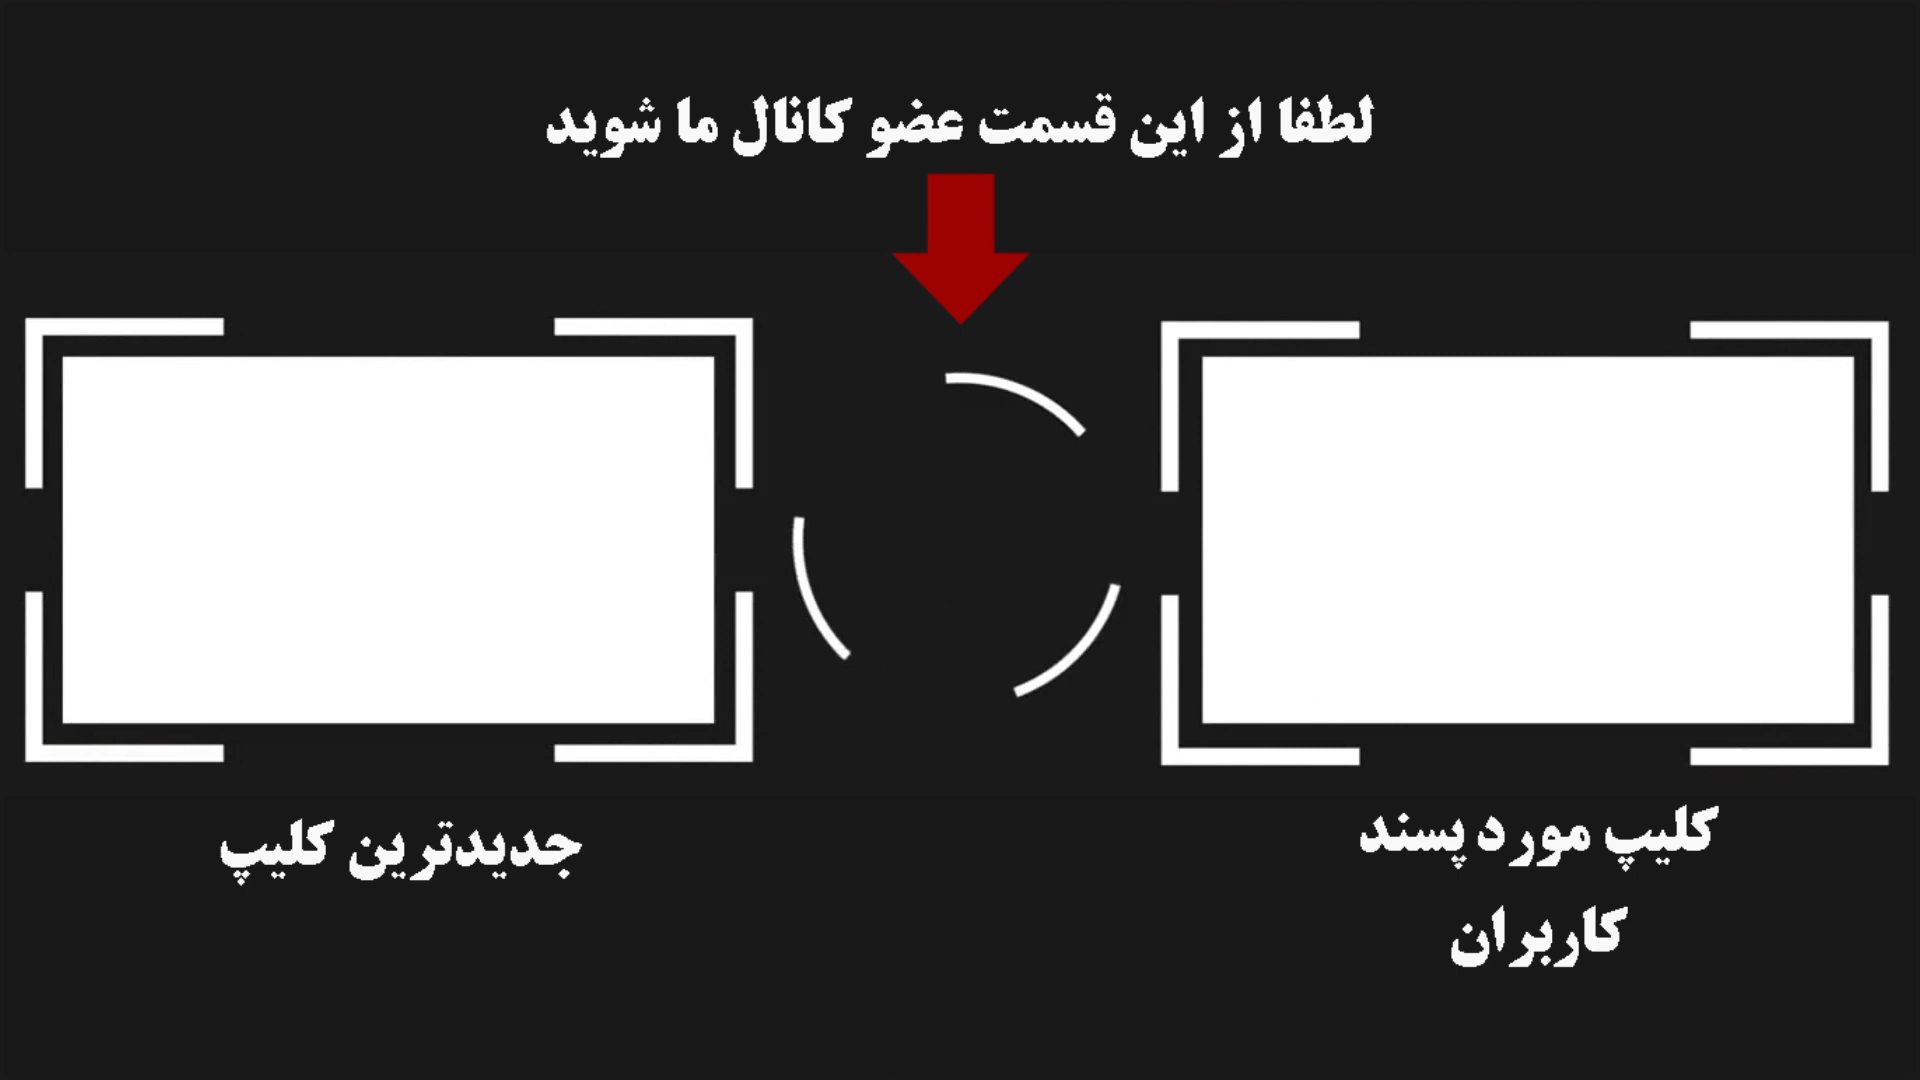 لطفا از این قسمت عضو کانال ما شوید
کلیپ مورد پسند
کاربران
جدیدترین کلیپ